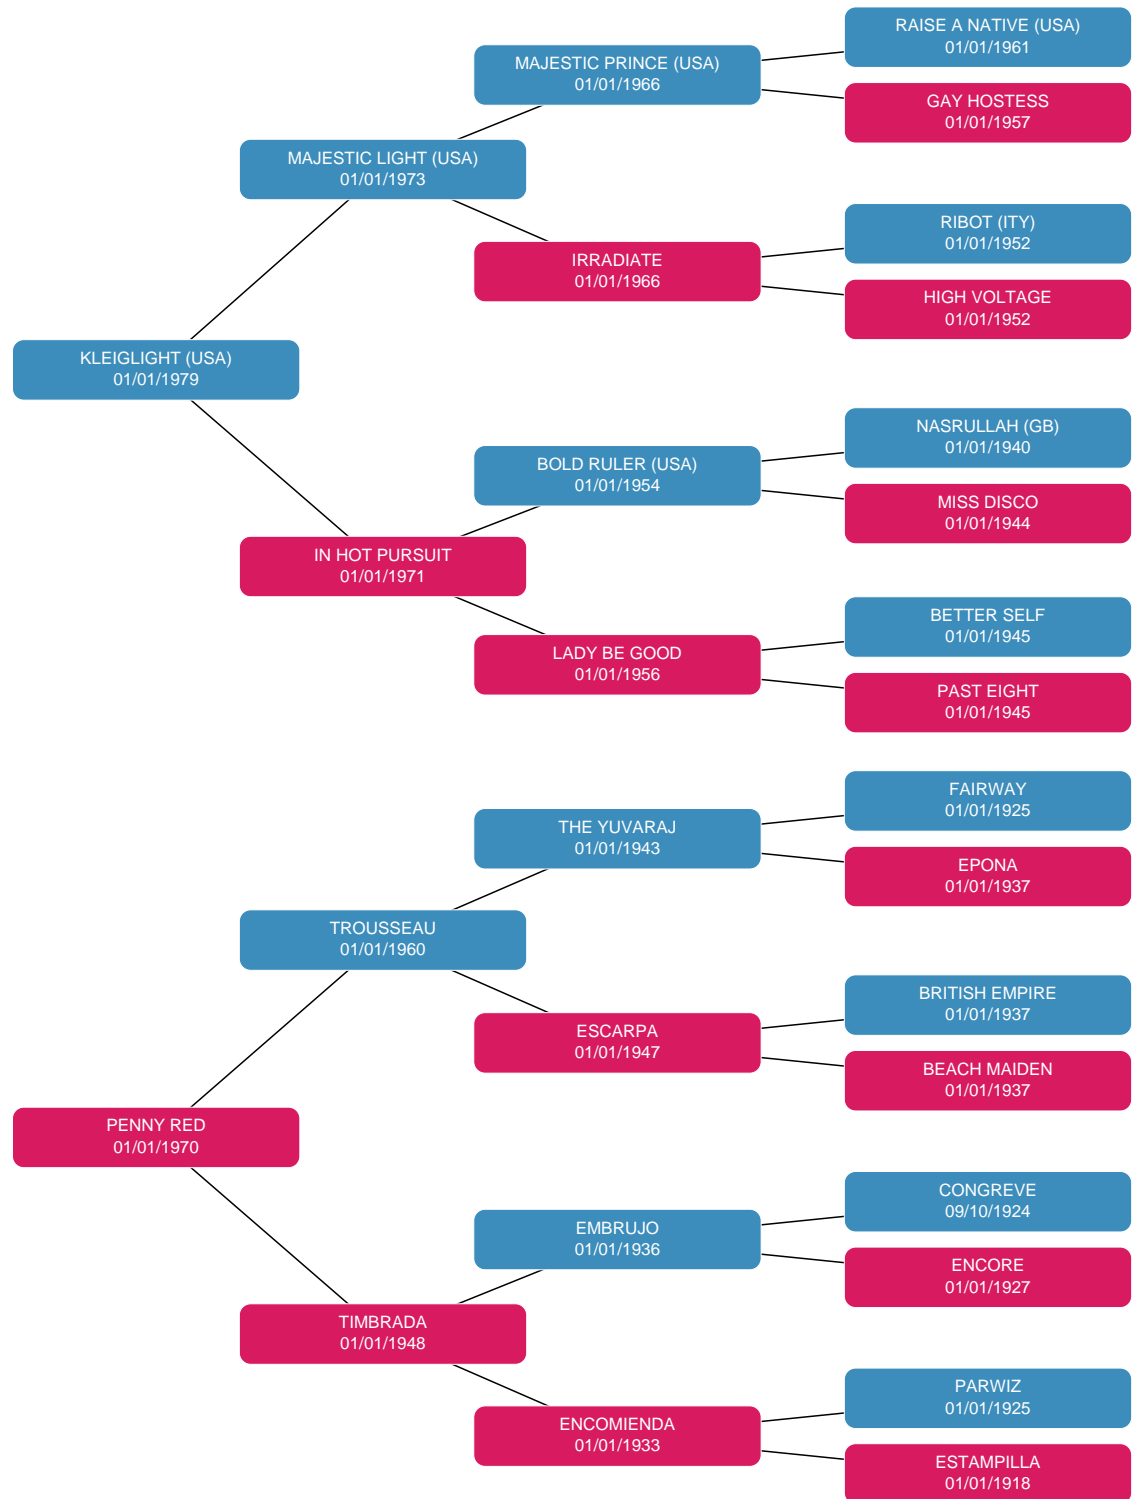 RAISE A NATIVE (USA)
01/01/1961
MAJESTIC PRINCE (USA)
01/01/1966
GAY HOSTESS
01/01/1957
MAJESTIC LIGHT (USA)
01/01/1973
RIBOT (ITY)
01/01/1952
IRRADIATE
01/01/1966
HIGH VOLTAGE
01/01/1952
KLEIGLIGHT (USA)
01/01/1979
NASRULLAH (GB)
01/01/1940
BOLD RULER (USA)
01/01/1954
MISS DISCO
01/01/1944
IN HOT PURSUIT
01/01/1971
BETTER SELF
01/01/1945
LADY BE GOOD
01/01/1956
PAST EIGHT
01/01/1945
FAIRWAY
01/01/1925
THE YUVARAJ
01/01/1943
EPONA
01/01/1937
TROUSSEAU
01/01/1960
BRITISH EMPIRE
01/01/1937
ESCARPA
01/01/1947
BEACH MAIDEN
01/01/1937
PENNY RED
01/01/1970
CONGREVE
09/10/1924
EMBRUJO
01/01/1936
ENCORE
01/01/1927
TIMBRADA
01/01/1948
PARWIZ
01/01/1925
ENCOMIENDA
01/01/1933
ESTAMPILLA
01/01/1918